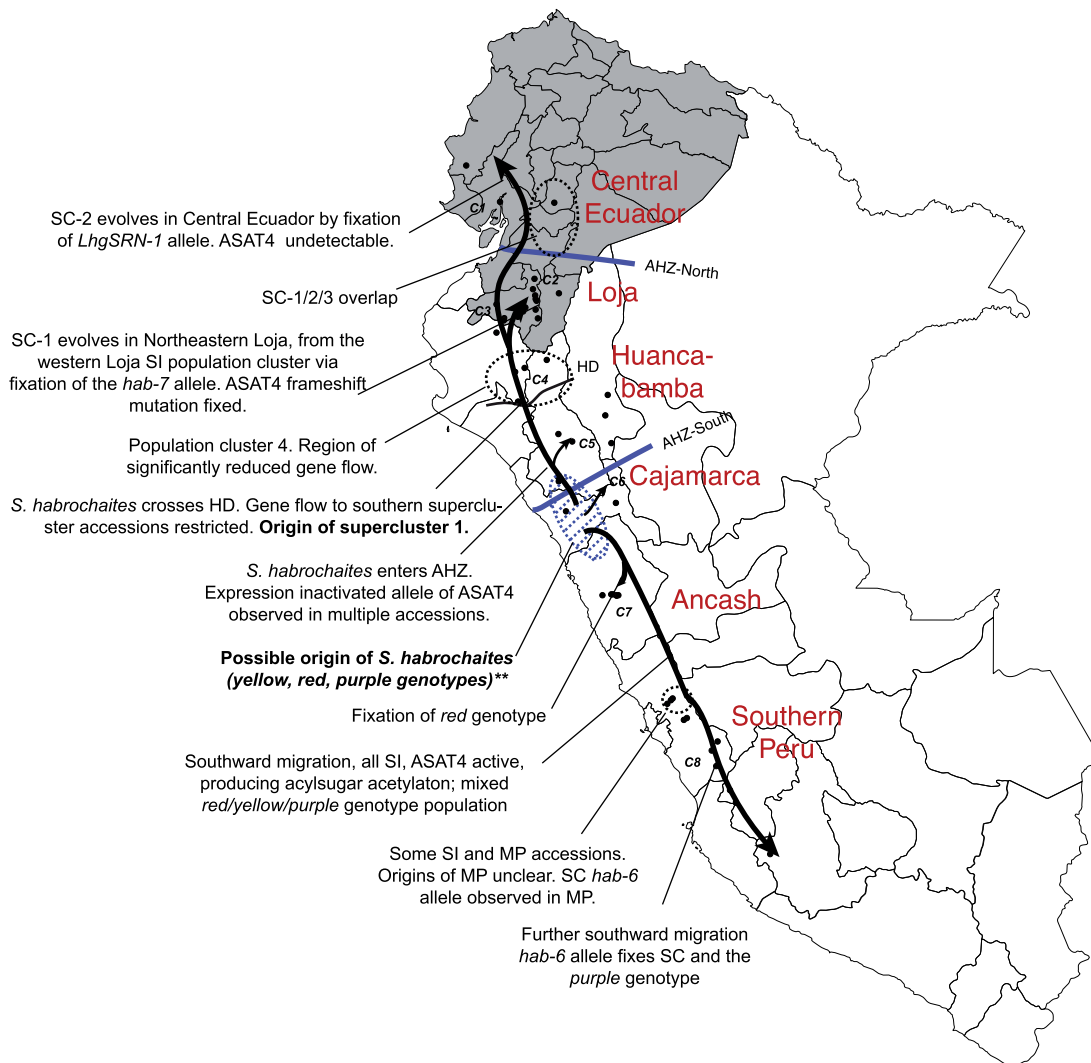 Central
Ecuador
C1
SC-2 evolves in Central Ecuador by fixation
of LhgSRN-1 allele. ASAT4  undetectable.
AHZ-North
SC-1/2/3 overlap
C2
Loja
C3
SC-1 evolves in Northeastern Loja, from the
western Loja SI population cluster via
fixation of the hab-7 allele. ASAT4 frameshift
mutation fixed.
Huanca-
bamba
HD
C4
Population cluster 4. Region of
significantly reduced gene flow.
C5
AHZ-South
Cajamarca
C6
S. habrochaites crosses HD. Gene flow to southern superclu-
ster accessions restricted. Origin of supercluster 1.
S. habrochaites enters AHZ.
Expression inactivated allele of ASAT4
observed in multiple accessions.
Ancash
C7
Possible origin of S. habrochaites
(yellow, red, purple genotypes)**
Fixation of red genotype
Southern
Peru
C8
Southward migration, all SI, ASAT4 active,
producing acylsugar acetylaton; mixed
red/yellow/purple genotype population
Some SI and MP accessions.
Origins of MP unclear. SC hab-6
allele observed in MP.
Further southward migration
hab-6 allele fixes SC and the
purple genotype